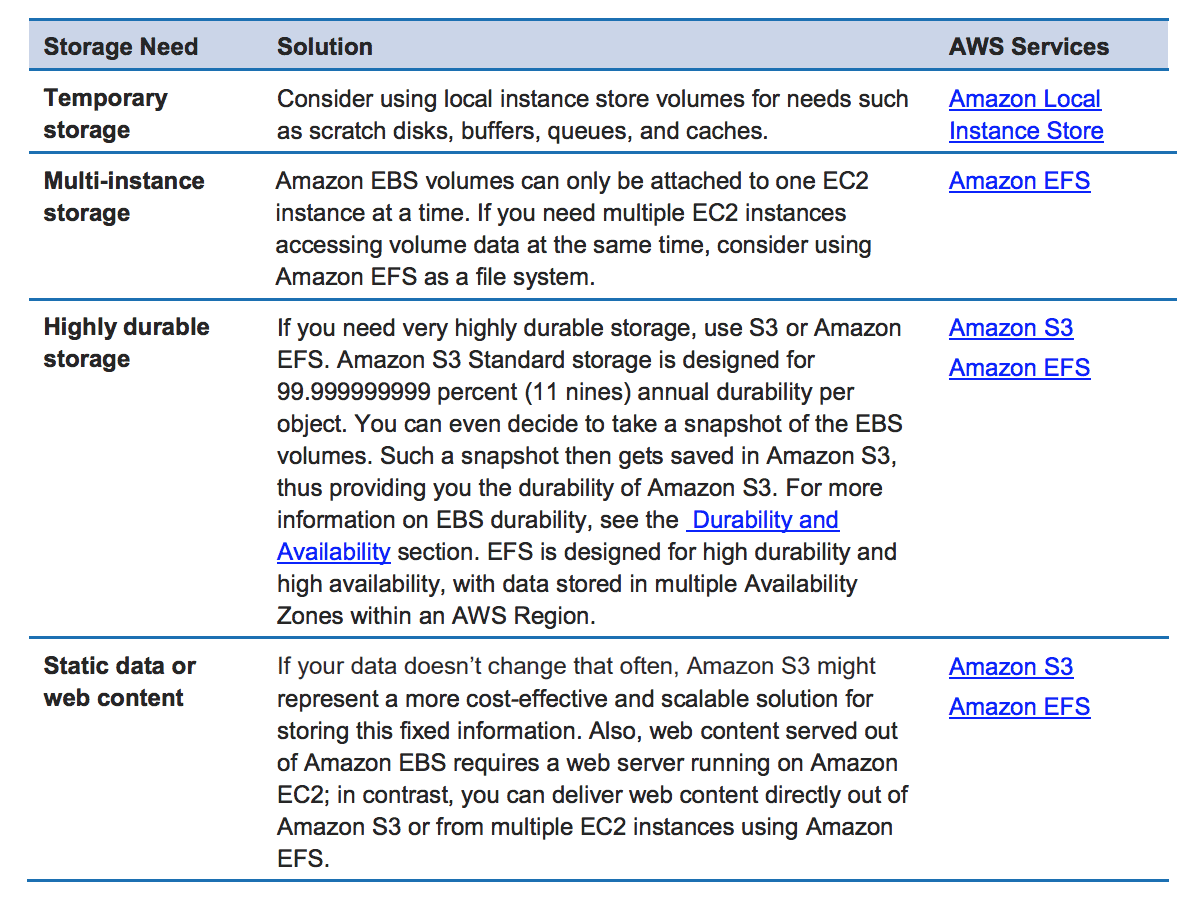 Storage Need Solution AWS Services
Temporary storage
Consider using local instance store volumes for needs such
as scratch disks, buffers, queues, and caches.
Amazon Local
Instance Store
Multi-instance
storage
Amazon EBS volumes can only be attached to one EC2
instance at a time. If you need multiple EC2 instances
accessing volume data at the same time, consider using
Amazon EFS as a file system.
Amazon EFS
Highly durable
storage
If you need very highly durable storage, use S3 or Amazon
EFS. Amazon S3 Standard storage is designed for
99.999999999 percent (11 nines) annual durability per
object. You can even decide to take a snapshot of the EBS
volumes. Such a snapshot then gets saved in Amazon S3,
thus providing you the durability of Amazon S3. For more
information on EBS durability, see the Durability and
Availability section. EFS is designed for high durability and
high availability, with data stored in multiple Availability
Zones within an AWS Region.
Amazon S3
Amazon EFS
Static data or
web content
If your data doesn’t change that often, Amazon S3 might
represent a more cost-effective and scalable solution for
storing this fixed information. Also, web content served out
of Amazon EBS requires a web server running on Amazon
EC2; in contrast, you can deliver web content directly out of
Amazon S3 or from multiple EC2 instances using Amazon
EFS.
Amazon S3
Amazon EFS